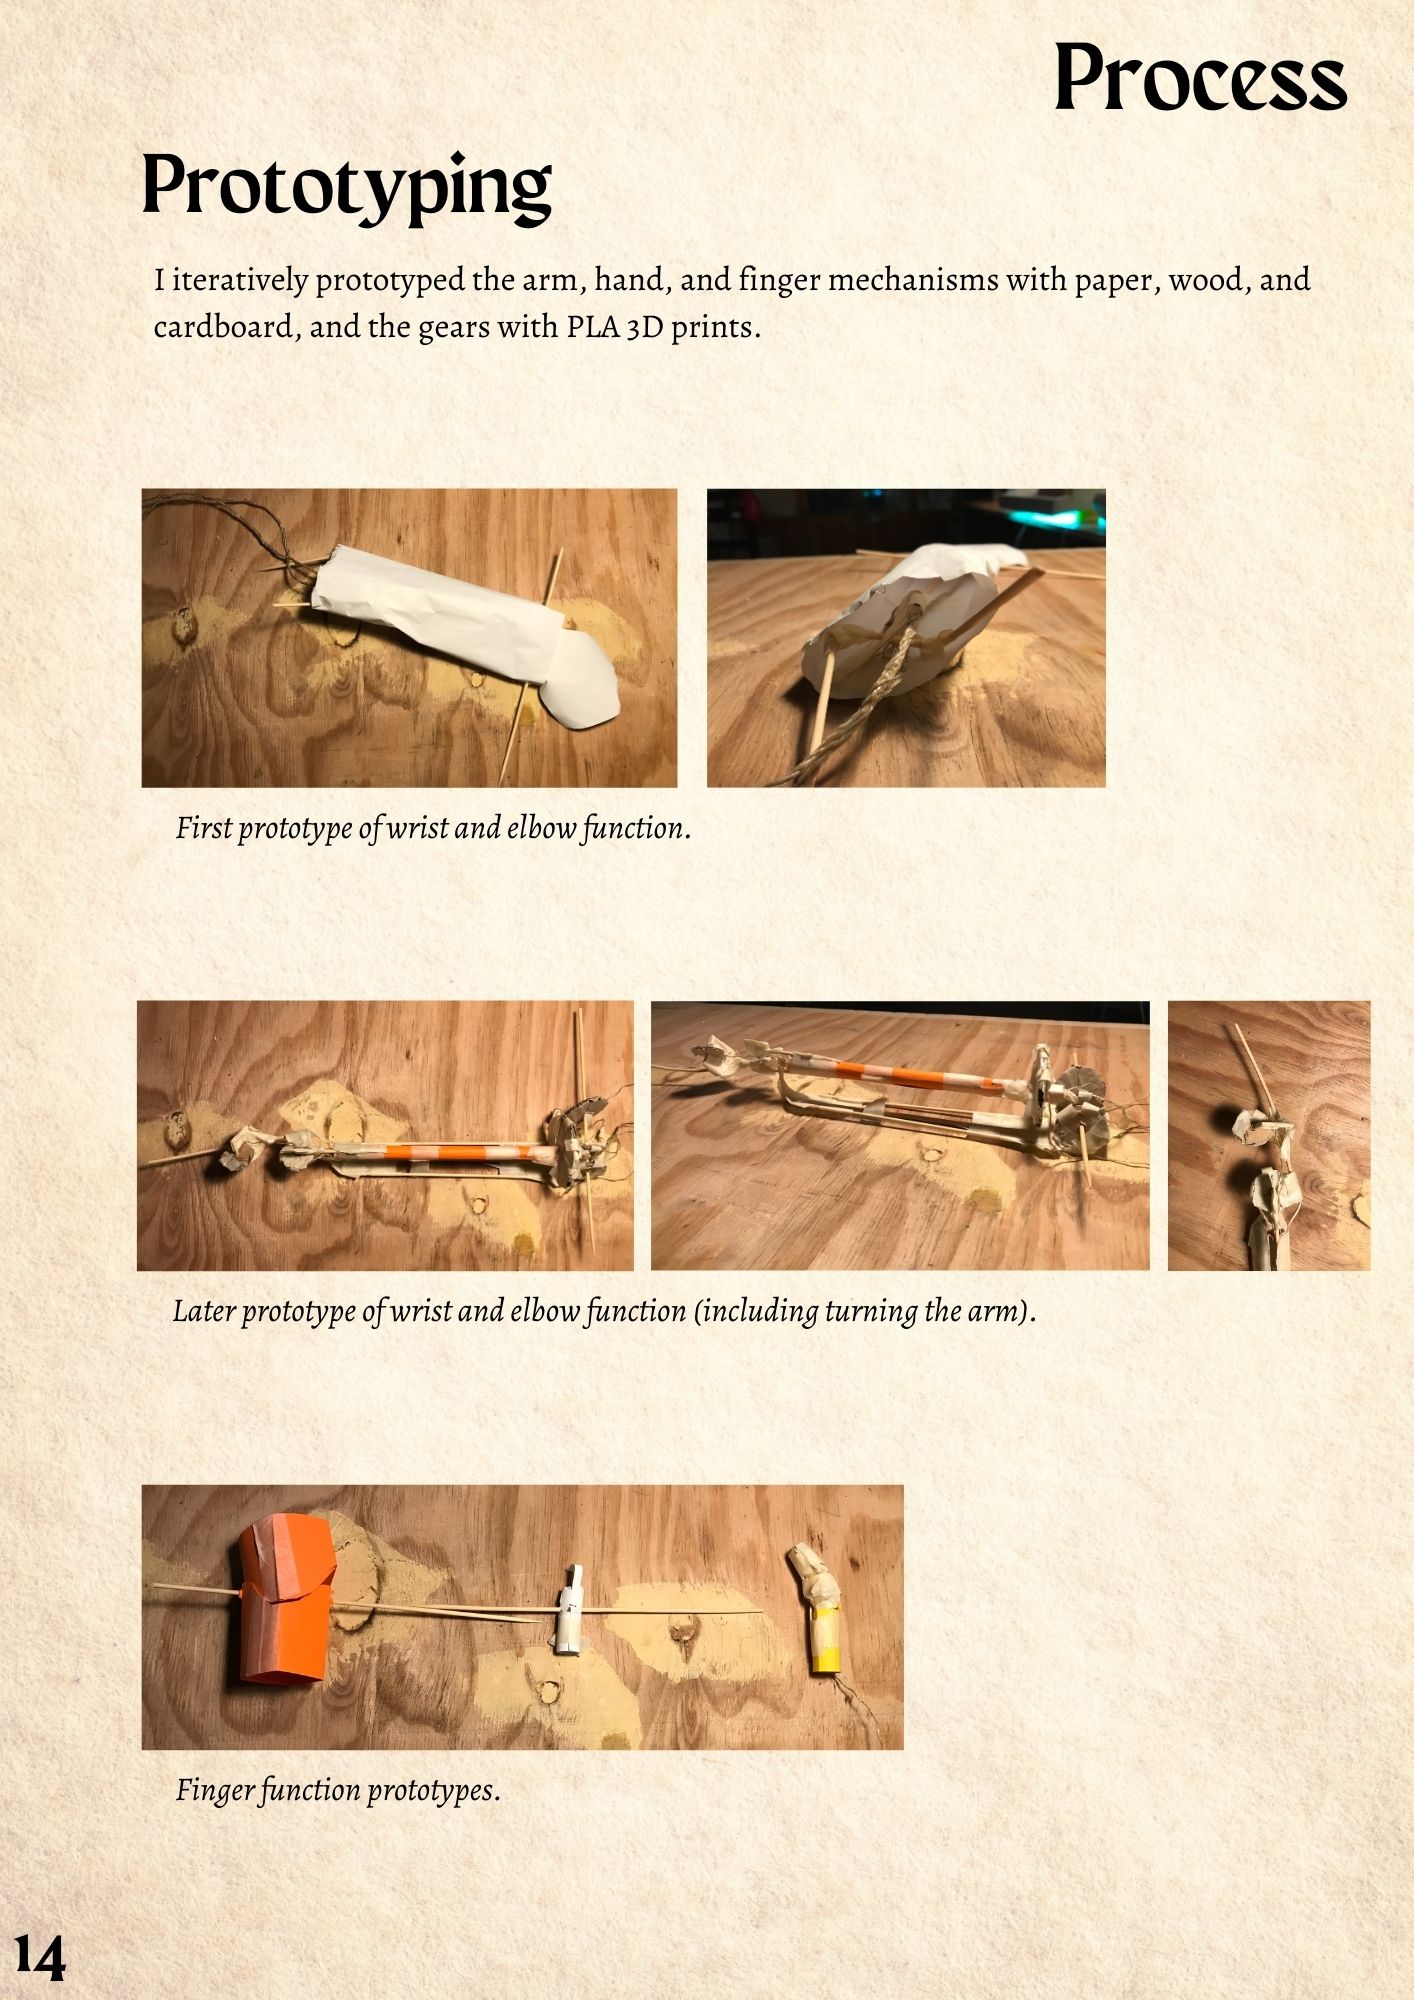 Process
Prototyping
I iteratively prototyped the arm, hand, and finger mechanisms with paper, wood, and
cardboard, and the gears with PLA 3D prints.
First prototype of wrist and elbow function.
Later prototype of wrist and elbow function (including turning the arm).
Finger function prototypes.
14